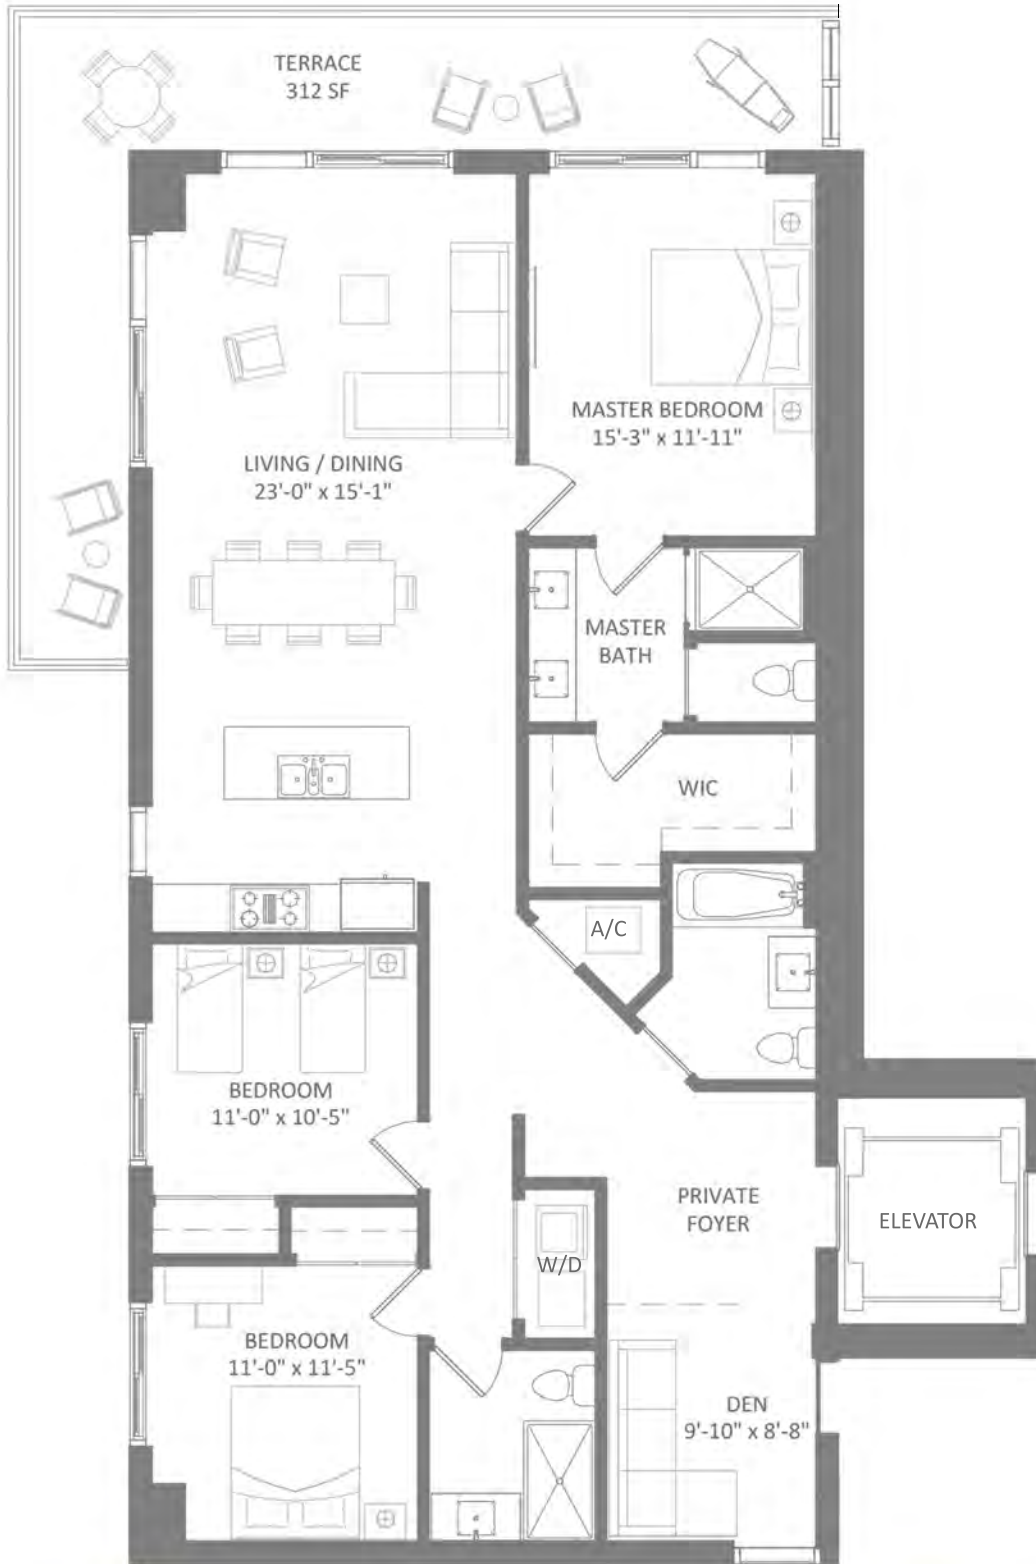 TERRACE
312 SF
MASTER BEDROOM
15'-3" x 11'-11"
LIVING / DINING
23'-0" x 15'-1"
MASTER
BATH
WIC
A/C
BEDROOM
11'-0" x 10'-5"
PRIVATE
FOYER
ELEVATOR
W/D
BEDROOM
11'-0" x 11'-5"
DEN
9'-10" x 8'-8"